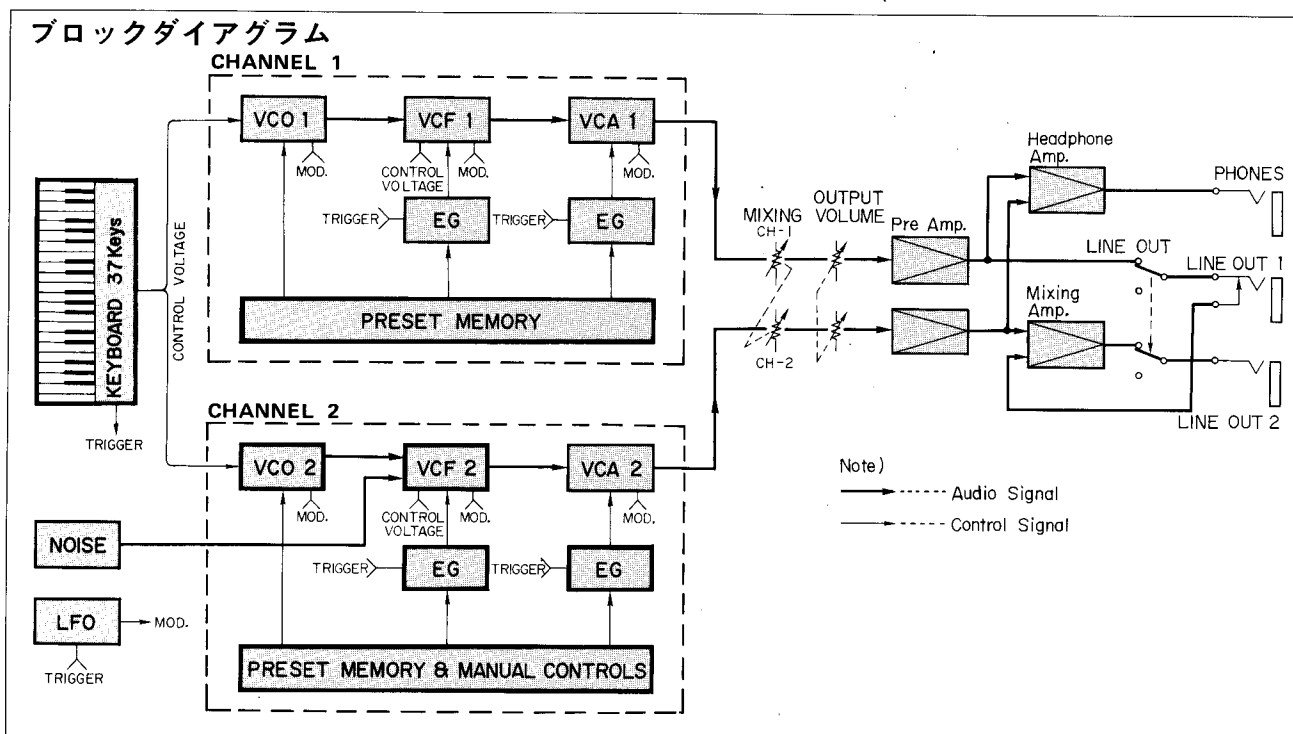 ブロックダイアグラム
CHANNEL 1
VCO 1
VCF 1
VCA 1
MOD.
CONTROL VOLTAGE
MOD.
MOD.
TRIGGER
EG
TRIGGER
EG
PRESET MEMORY
KEYBOARD 37Keys
CONTROL VOLTAGE
TRIGGER
CHANNEL 2
VCO 2
VCF 2
VCA 2
MOD.
CONTROL VOLTAGE
MOD.
MOD.
NOISE
TRIGGER
EG
TRIGGER
EG
LFO
MOD.
TRIGGER
PRESET MEMORY & MANUAL CONTROLS
MIXING
CH-1
OUTPUT VOLUME
CH-2
Pre Amp.
Headphone Amp.
PHONES
LINE OUT
LINE OUT 1
Mixing Amp.
LINE OUT 2
Note)
Audio Signal
Control Signal